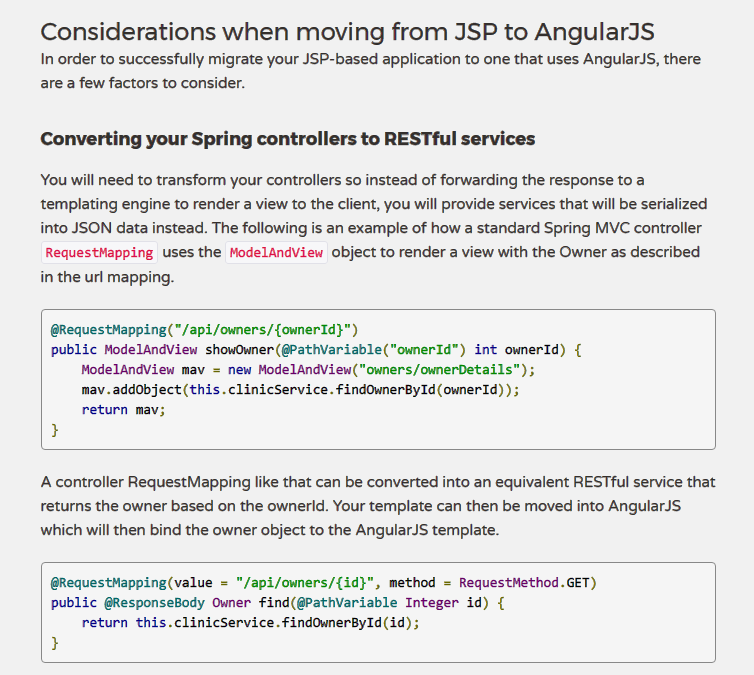 Considerations when moving from JSP to AngularJS
In order to successfully migrate your JSP-based application to one that uses AngularJS, there
are a few factors to consider.
Converting your Spring controllers to RESTful services
You will need to transform your controllers so instead of forwarding the response to a
templating engine to render a view to the client, you will provide services that will be serialized
into JSON data instead. The following is an example of how a standard Spring MVC controller
RequestMapping uses the ModelAndView object to render a view with the Owner as described
in the url mapping.
@RequestMapping("/api/owners/{ownerId}")
public ModelAndView showOwner(@PathVariable("ownerId") int ownerId) {
    ModelAndView mav = new ModelAndView("owners/ownerDetails");
    mav.addObject(this.clinicService.findOwnerById(ownerId));
    return mav;
}
A controller RequestMapping like that can be converted into an equivalent RESTful service that
returns the owner based on the ownerId. Your template can then be moved into AngularJS
which will then bind the owner object to the AngularJS template.
@RequestMapping(value = "/api/owners/{id}", method = RequestMethod.GET)
public @ResponseBody Owner find(@PathVariable Integer id) {
    return this.clinicService.findOwnerById(id);
}